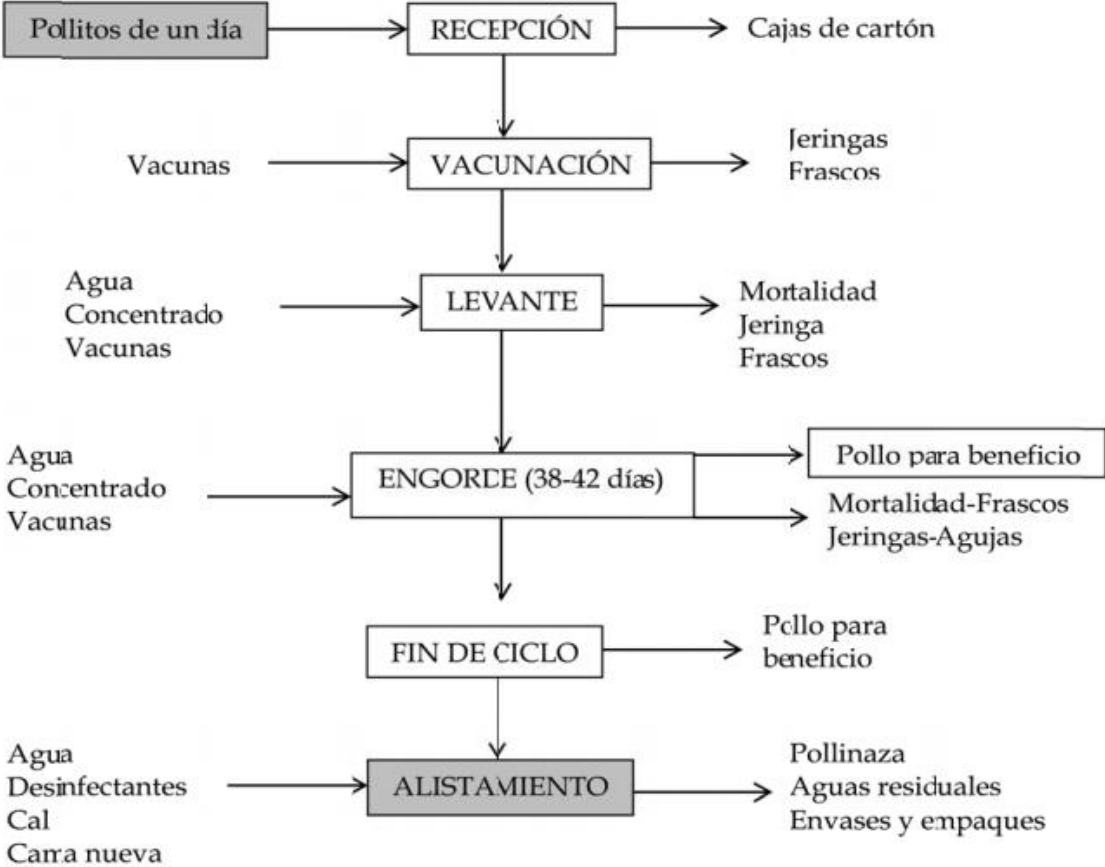 Pollitos de un día
RECEPCIÓN
Cajas de cartón
Vacunas
VACUNACIÓN
Jeringas
Frascos
Agua
Concentrado
Vacunas
LEVANTE
Mortalidad
Jeringa
Frascos
Agua
Concentrado
Vacunas
ENGORDE (38-42 días)
Pollo para beneficio
Mortalidad-Frascos
Jeringas-Agujas
FIN DE CICLO
Pollo para
beneficio
Agua
Desinfectantes
Cal
Cama nueva
ALISTAMIENTO
Pollinaza
Aguas residuales
Envases y empaques